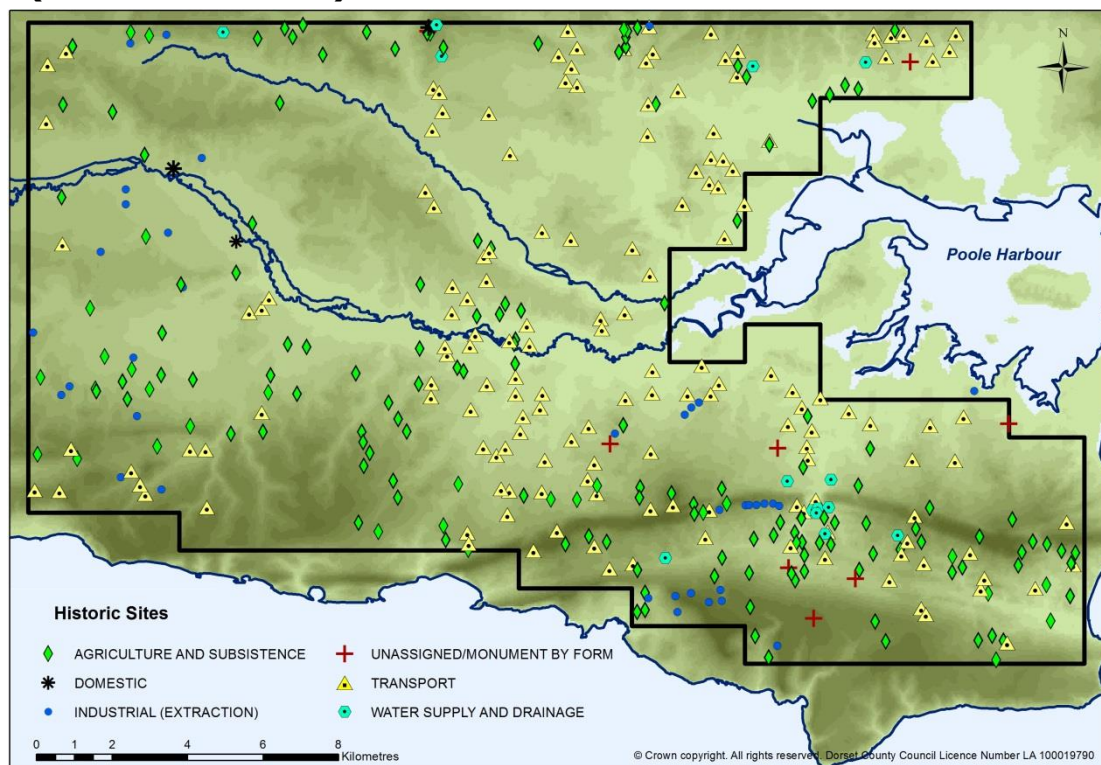 N
Poole Harbour
Historic Sites
AGRICULTURE AND SUBSISTENCE
DOMESTIC
INDUSTRIAL (EXTRACTION)
UNASSIGNED/MONUMENT BY FORM
TRANSPORT
WATER SUPPLY AND DRAINAGE
0 2 4 6 8
Kilometres
© Crown copyright. All rights reserved. Dorset County Council Licence Number LA 100019790